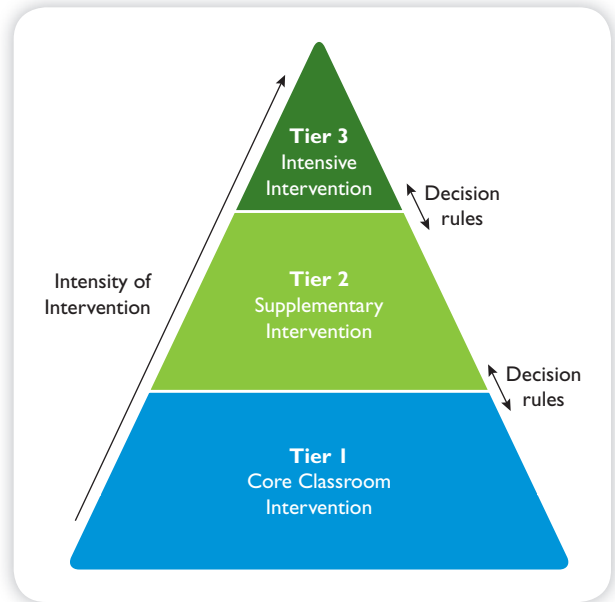 Tier 3
Intensive
Intervention
Decision
rules
Intensity of
Intervention
Tier 2
Supplementary
Intervention
Decision
rules
Tier 1
Core Classroom
Intervention